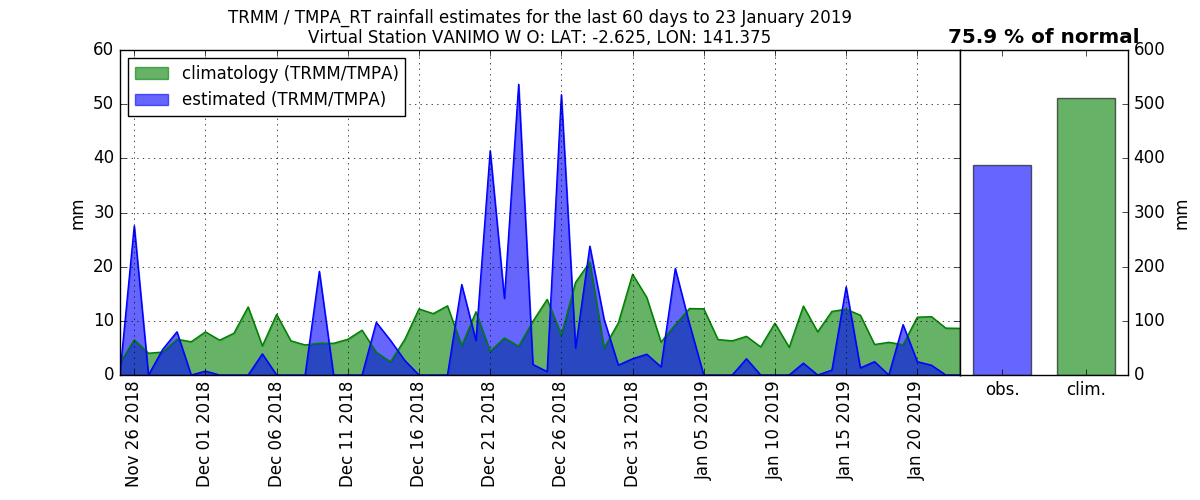 TRMM / TMPA_RT rainfall estimates for the last 60 days to 23 January 2019
Virtual Station VANIMO W O: LAT: -2.625, LON: 141.375
75.9 % of normal
climatology (TRMM/TMPA)
estimated (TRMM/TMPA)
60
50
40
30
20
10
0
mm
Nov 26 2018
Dec 01 2018
Dec 06 2018
Dec 11 2018
Dec 16 2018
Dec 21 2018
Dec 26 2018
Dec 31 2018
Jan 05 2019
Jan 10 2019
Jan 15 2019
Jan 20 2019
obs.
clim.
600
500
400
300
200
100
0
mm